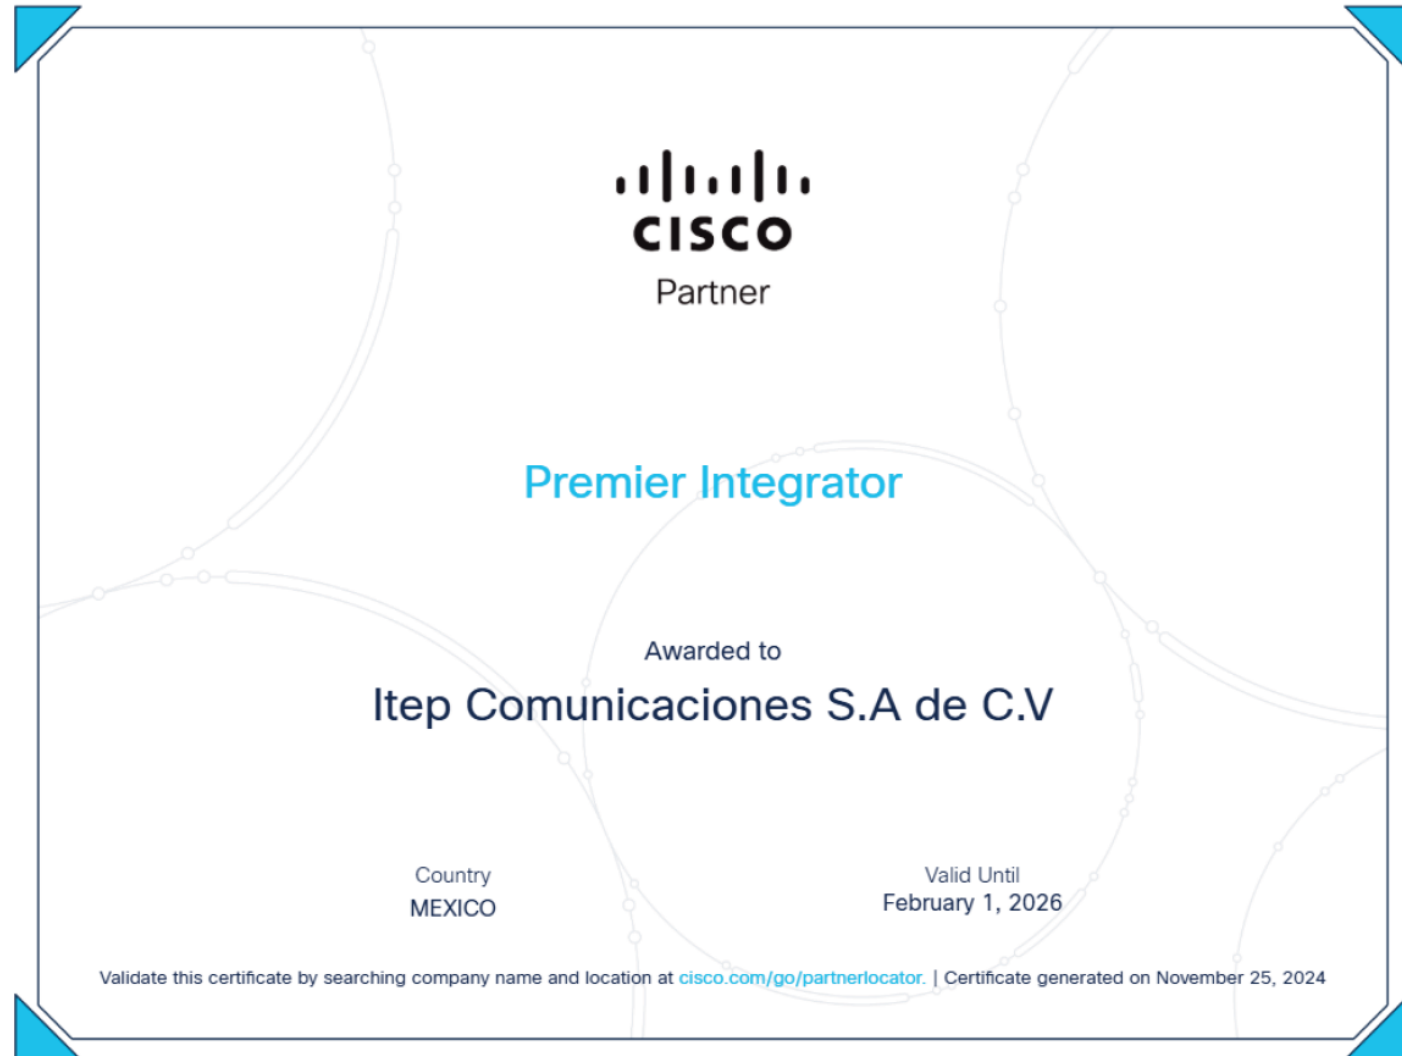 CISCO
Partner
Premier Integrator
Awarded to
Itep Comunicaciones S.A de C.V
Country
MEXICO
Valid Until
February 1, 2026
Validate this certificate by searching company name and location at cisco.com/go/partnerlocator. | Certificate generated on November 25, 2024